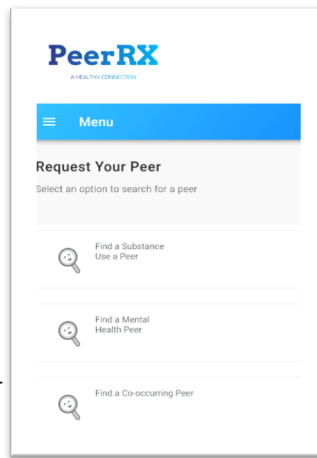 PeerRX
A HEALTHY CONNECTION
Menu
Request Your Peer
Select an option to search for a peer
Find a Substance
Use a Peer
Find a Mental
Health Peer
Find a Co-occurring Peer